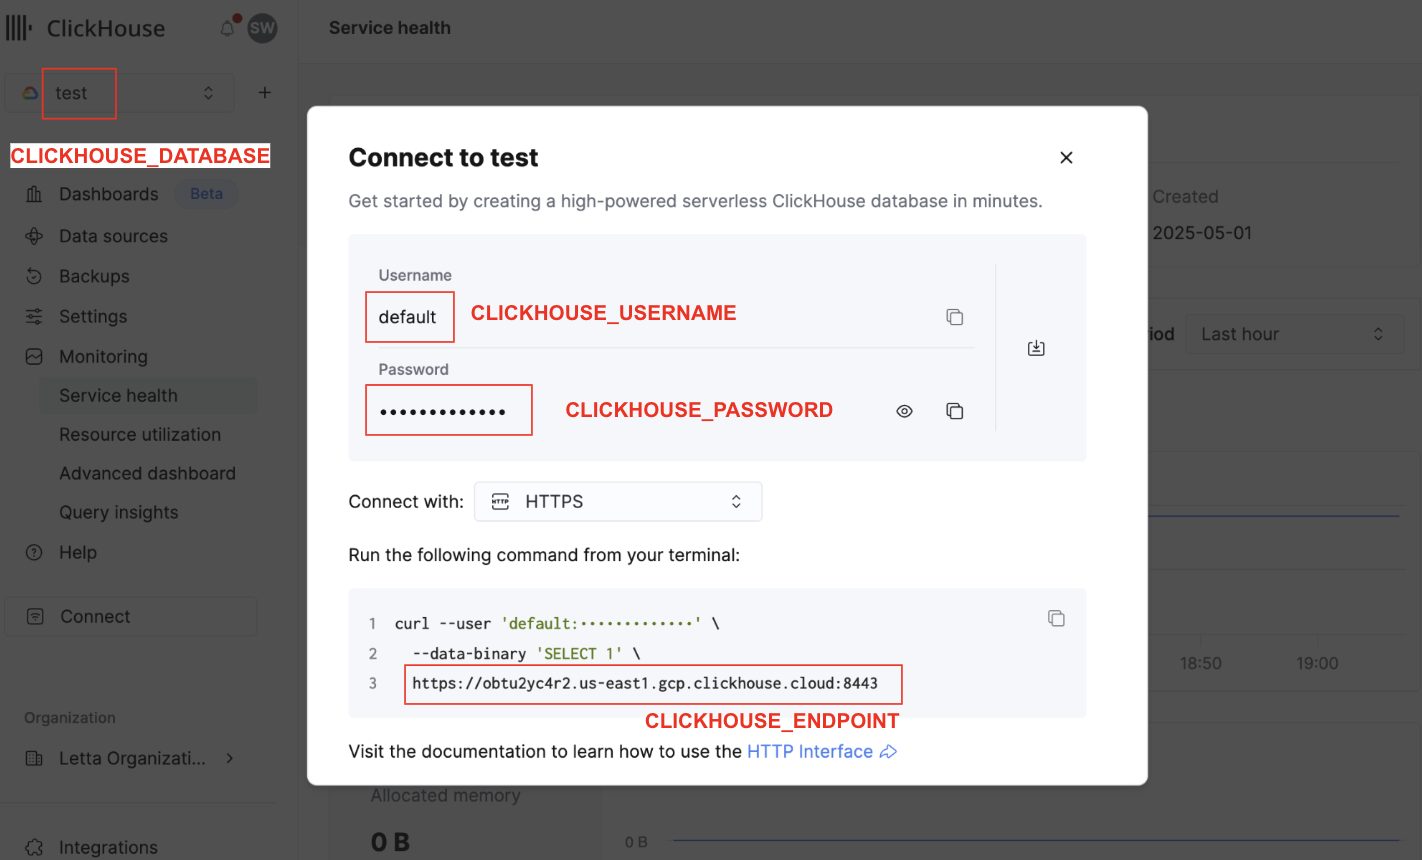 ClickHouse
SW
Service health
test
+
CLICKHOUSE_DATABASE
Dashboards Beta
Data sources
Backups
Settings
Monitoring
Service health
Resource utilization
Advanced dashboard
Query insights
Help
Connect
Organization
Letta Organizati...
Integrations
Connect to test
Get started by creating a high-powered serverless ClickHouse database in minutes.
Username
default CLICKHOUSE_USERNAME
Password
••••••••••••• CLICKHOUSE_PASSWORD
Connect with: HTTP HTTPS
Run the following command from your terminal:
1 curl --user 'default:•••••••••••••' \
2 --data-binary 'SELECT 1' \
3 https://obtu2yc4r2.us-east1.gcp.clickhouse.cloud:8443
CLICKHOUSE_ENDPOINT
Visit the documentation to learn how to use the HTTP Interface
Created
2025-05-01
Last hour
18:50 19:00
Allocated memory
0 B
0 B